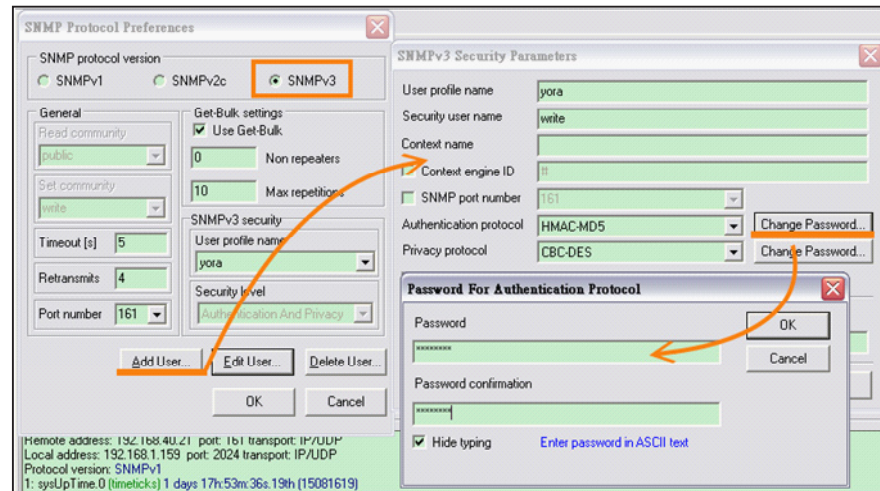 SNMP Protocol Preferences
SNMP protocol version
SNMPv1 SNMPv2c SNMPv3
General
Read community
public
Set community
write
Timeout [s] 5
Retransmits 4
Port number 161
Get-Bulk settings
Use Get-Bulk
0 Non repeaters
10 Max repetitions
SNMPv3 security
User profile name
yora
Security level
Authentication And Privacy
Add User... Edit User... Delete User...
OK Cancel
SNMPv3 Security Parameters
User profile name yora
Security user name write
Context name
Context engine ID #
SNMP port number 161
Authentication protocol HMAC-MD5 Change Password...
Privacy protocol CBC-DES Change Password...
Password For Authentication Protocol
Password
xxxxxxxx
OK
Cancel
Password confirmation
xxxxxxxx
Hide typing Enter password in ASCII text
Remote address: 192.168.40.21 port: 161 transport: IP/UDP
Local address: 192.168.1.159 port: 2024 transport: IP/UDP
Protocol version: SNMPv1
1: sysUpTime.0 (timeticks) 1 days 17h:53m:36s.19th (15081619)